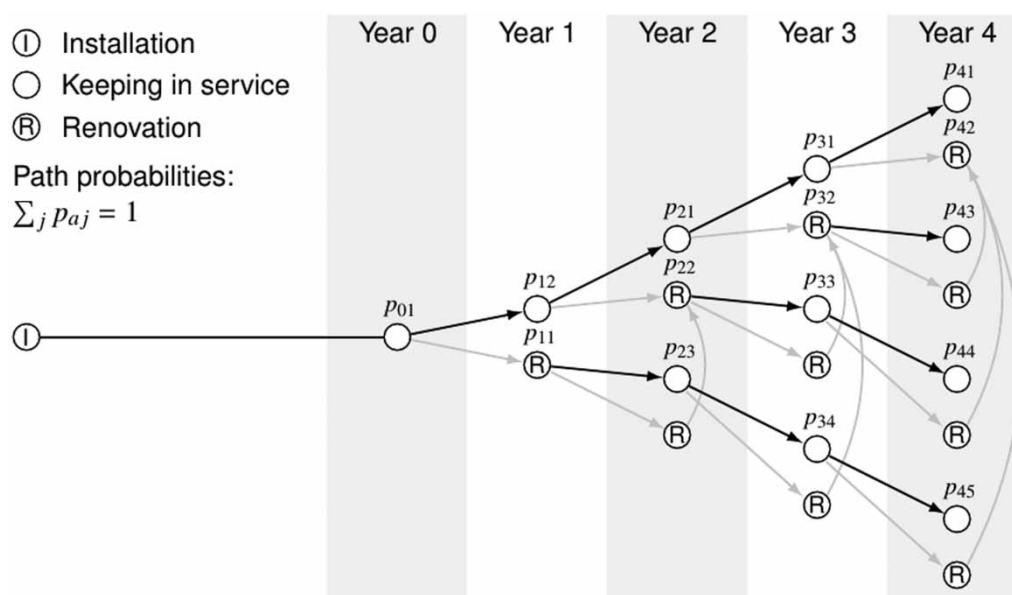 Year 0 Year 1 Year 2 Year 3 Year 4
I Installation
Keeping in service
R Renovation
Path probabilities:
∑j paj = 1
p41
p42
R
p31
p32
R
p43
R
p21
p22
R
p33
R
p44
R
p12
p11
R
p23
R
p34
R
p45
R
I
p01